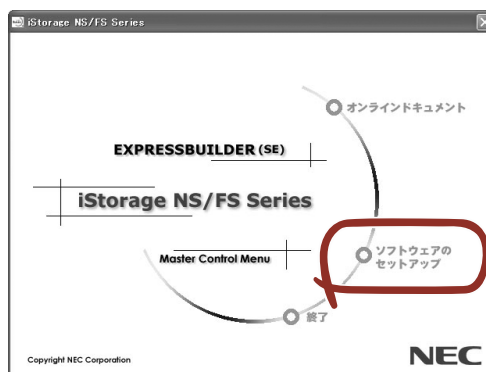 iStorage NS/FS Series
オンラインドキュメント
EXPRESSBUILDER (SE)
iStorage NS/FS Series
ソフトウェアの
セットアップ
Master Control Menu
終了
Copyright NEC Corporation
NEC